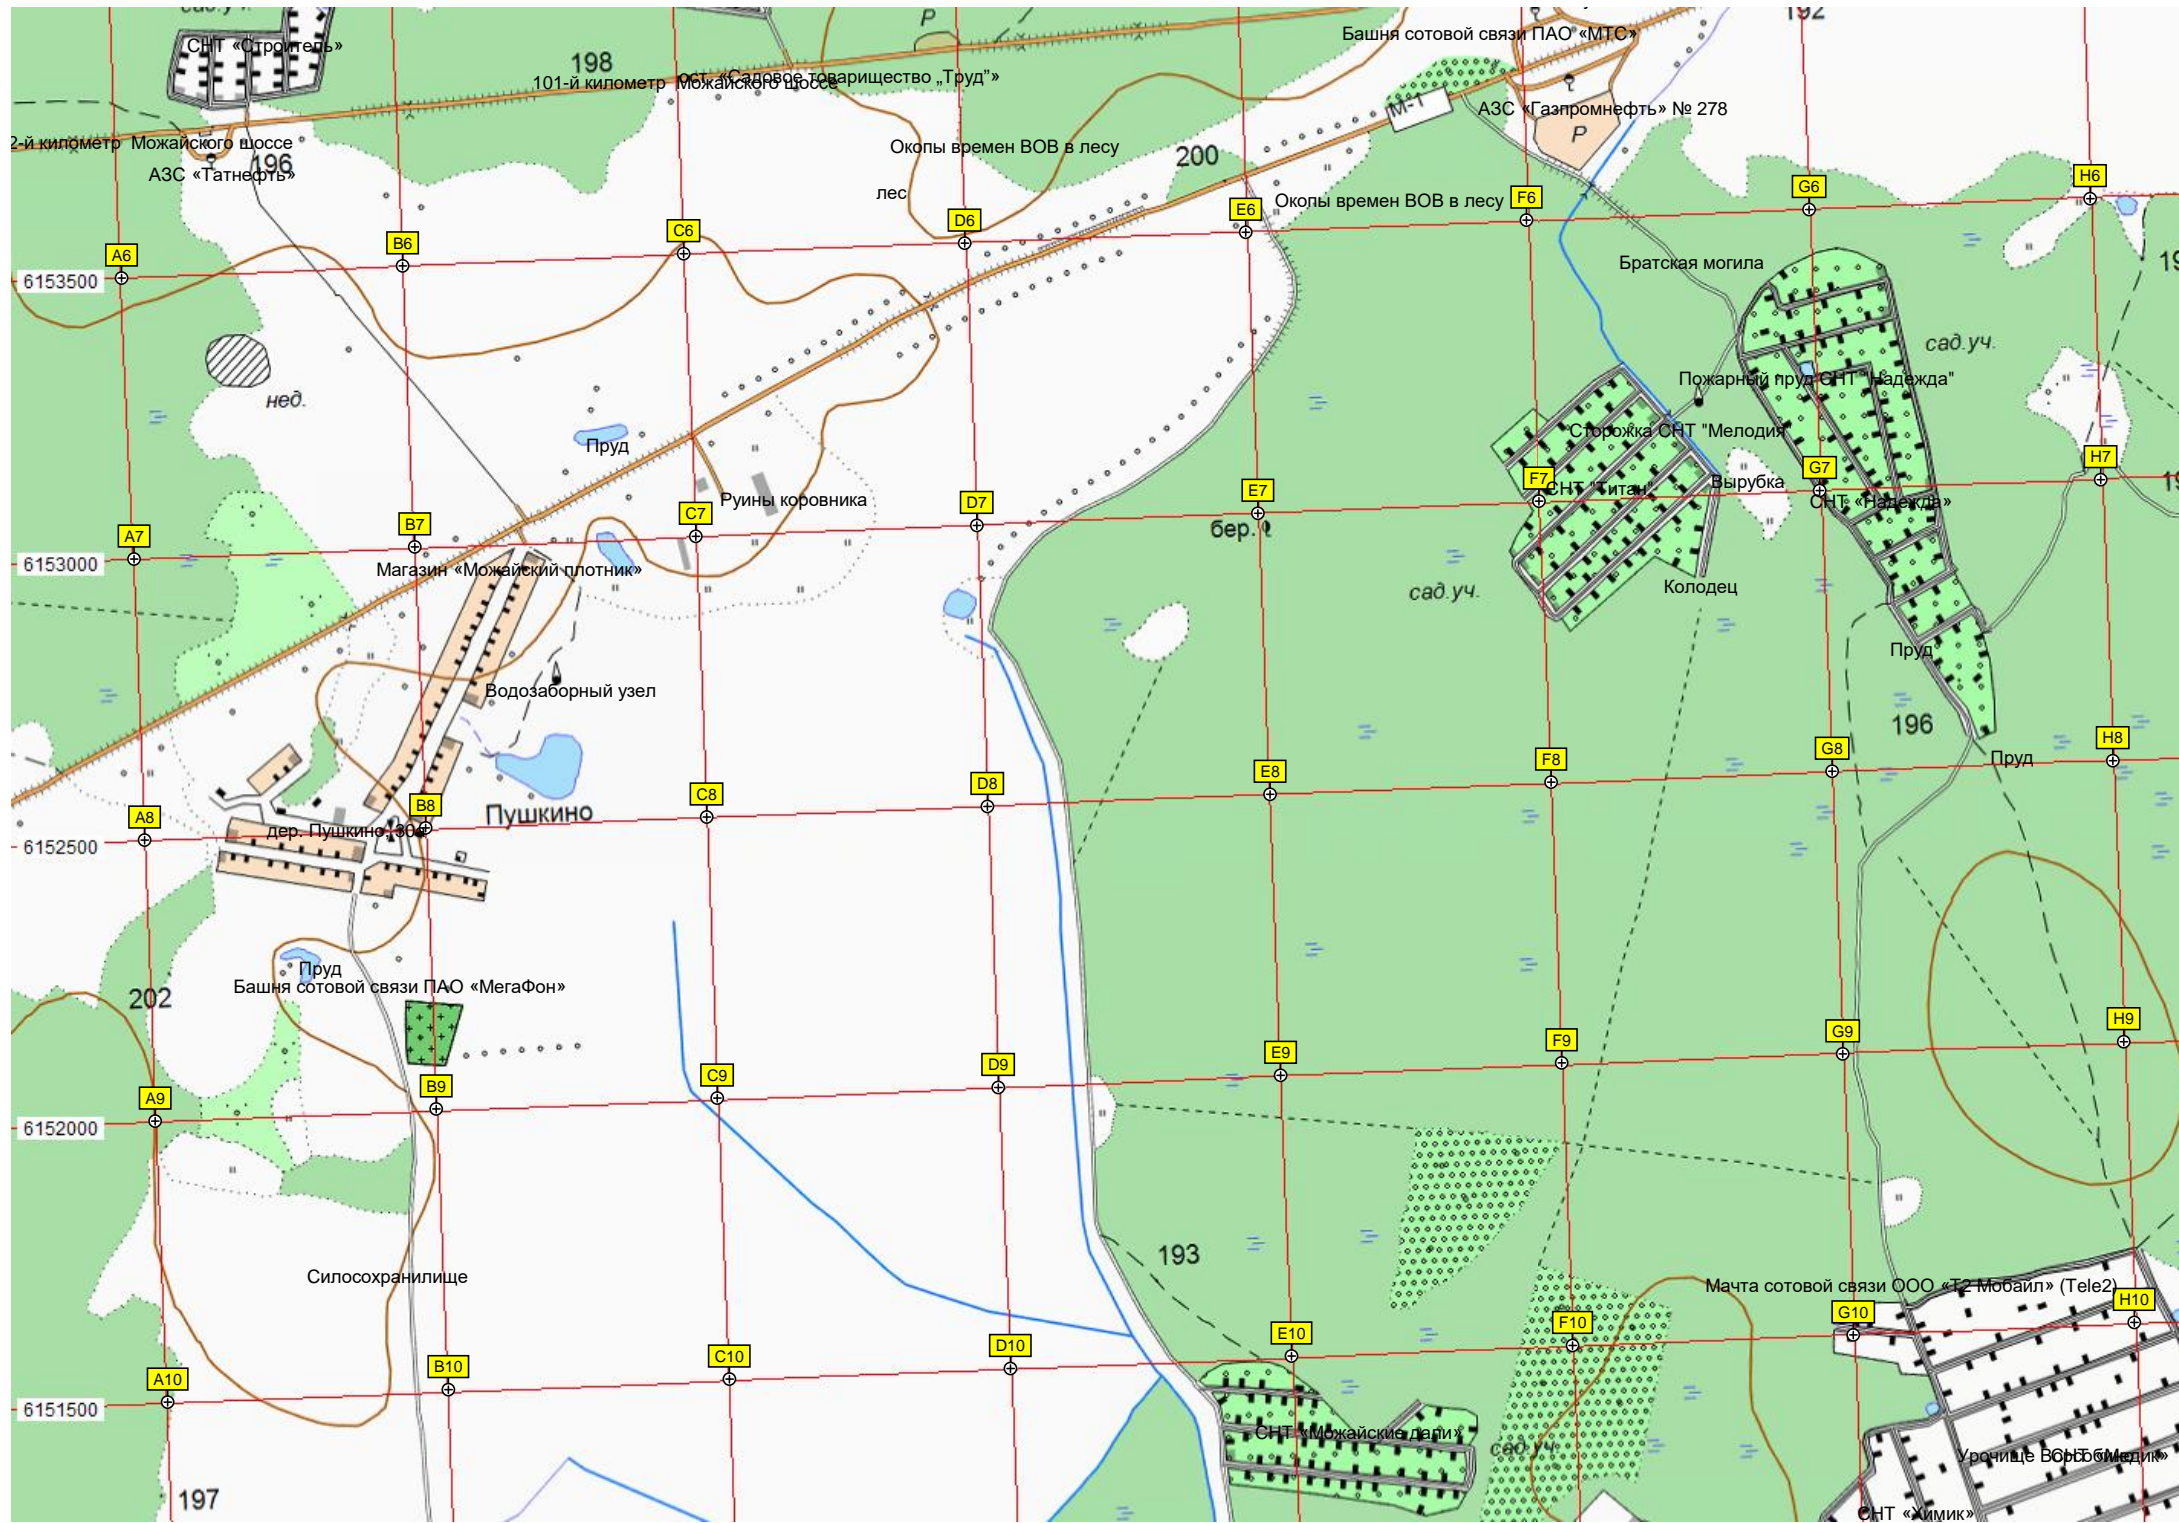 192
Р
Башня сотовой связи ПАО «МТС»
СНТ «Строитель»
198
ост. «Садовое товарищество „Труд"»
101-й километр Можайского шоссе
М-1
АЗС «Газпромнефть» № 278
Р
2-й километр Можайского шоссе
Окопы времен ВОВ в лесу
200
196
АЗС «Татнефть»
лес
Окопы времен ВОВ в лесу
H6
G6
F6
E6
D6
C6
B6
A6
Братская могила
6153500
сад.уч.
нед.
Пожарный пруд СНТ "Надежда"
Сторожка СНТ "Мелодия"
Пруд
H7
G7
F7
E7
D7
C7
B7
A7
Вырубка
СНТ "Титан"
СНТ «Надежда»
Руины коровника
бер.
6153000
Магазин «Можайский плотник»
Колодец
сад.уч.
Пруд
Водозаборный узел
196
Пруд
H8
G8
F8
E8
D8
C8
B8
A8
Пушкино
дер. Пушкино, 30а
6152500
Пруд
Башня сотовой связи ПАО «МегаФон»
202
H9
G9
F9
E9
D9
C9
B9
A9
6152000
193
Силосохранилище
Мачта сотовой связи ООО «Т2 Мобайл» (Tele2)
H10
G10
F10
E10
D10
C10
B10
A10
6151500
СНТ «Можайские дали»
сад.уч.
Урочище
СНТ «Медик»
197
СНТ «Химик»